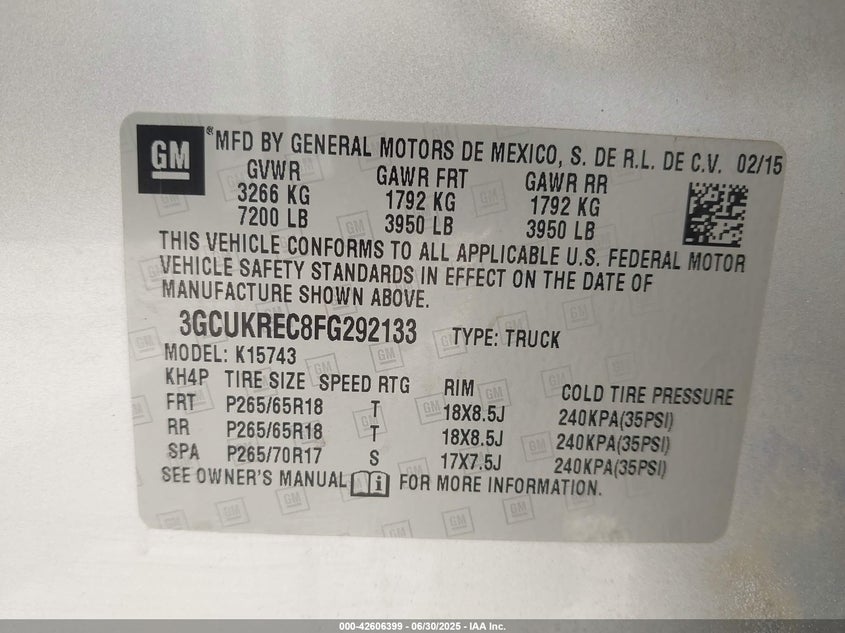 GM ® MFD BY GENERAL MOTORS DE MEXICO, S. DE R.L. DE C.V. 02/15
GVWR GAWR FRT GAWR RR
3266 KG 1792 KG 1792 KG
7200 LB 3950 LB 3950 LB
THIS VEHICLE CONFORMS TO ALL APPLICABLE U.S. FEDERAL MOTOR
VEHICLE SAFETY STANDARDS IN EFFECT ON THE DATE OF
MANUFACTURE SHOWN ABOVE.
3GCUKREC8FG292133 TYPE: TRUCK
MODEL: K15743
KH4P TIRE SIZE SPEED RTG RIM COLD TIRE PRESSURE
FRT P265/65R18 T 18X8.5J 240KPA(35PSI)
RR P265/65R18 T 18X8.5J 240KPA(35PSI)
SPA P265/70R17 S 17X7.5J 240KPA(35PSI)
SEE OWNER'S MANUAL i FOR MORE INFORMATION.
000-42606399 - 06/30/2025 - IAA Inc.